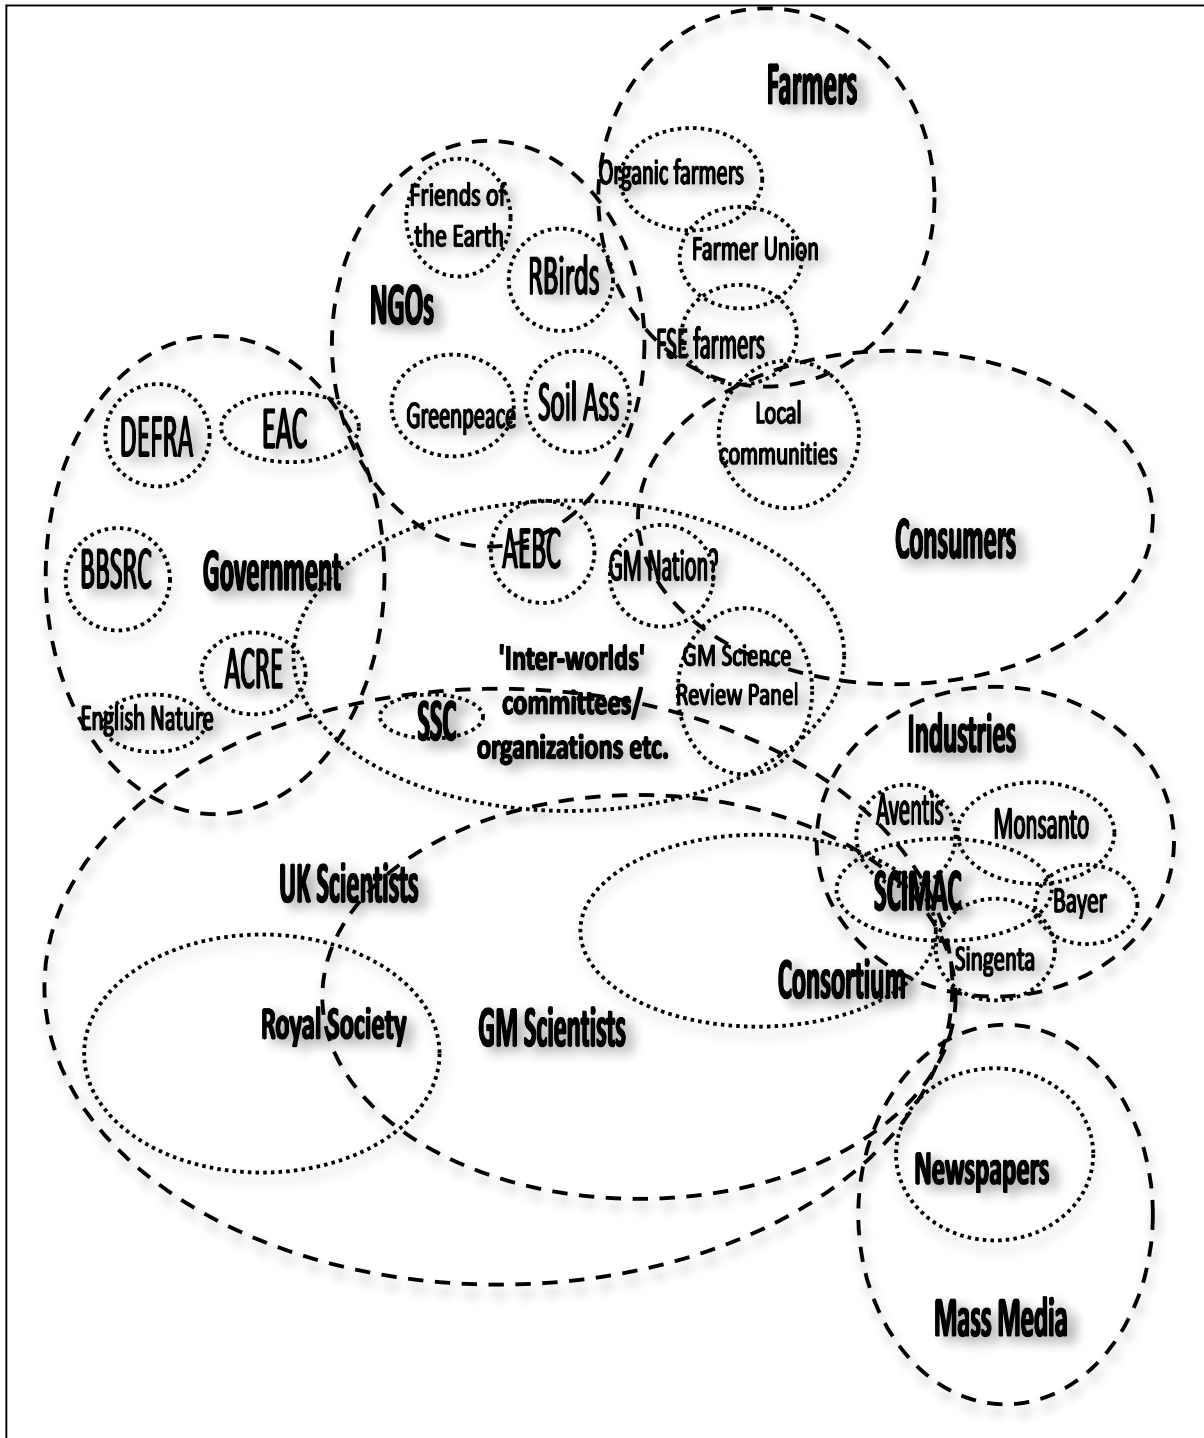 Farmers
Organic farmers
Friends of
the Earth
Farmer Union
RBirds
NGOs
FSE farmers
Greenpeace
Soil Ass
Local
communities
DEFRA
EAC
Consumers
AEBC
GM Nation?
BBSRC
Government
'Inter-worlds'
committees/
organizations etc.
GM Science
Review Panel
ACRE
English Nature
SSC
Industries
Aventis
Monsanto
UK Scientists
SCIMAC
Bayer
Singenta
Consortium
Royal Society
GM Scientists
Newspapers
Mass Media